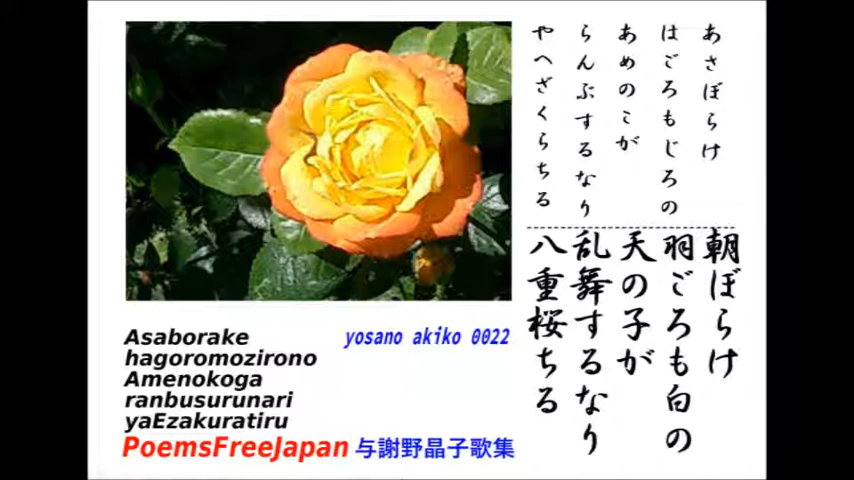 あさぼらけ
はごろもじろの
あめのこが
らんぶするなり
やへざくらちる
朝ぼらけ
羽ごろも白の
天の子が
乱舞するなり
八重桜ちる
Asaborake
hagoromozirono
Amenokoga
ranbusurunari
yaEzakuratiru
yosano akiko 0022
PoemsFreeJapan 与謝野晶子歌集